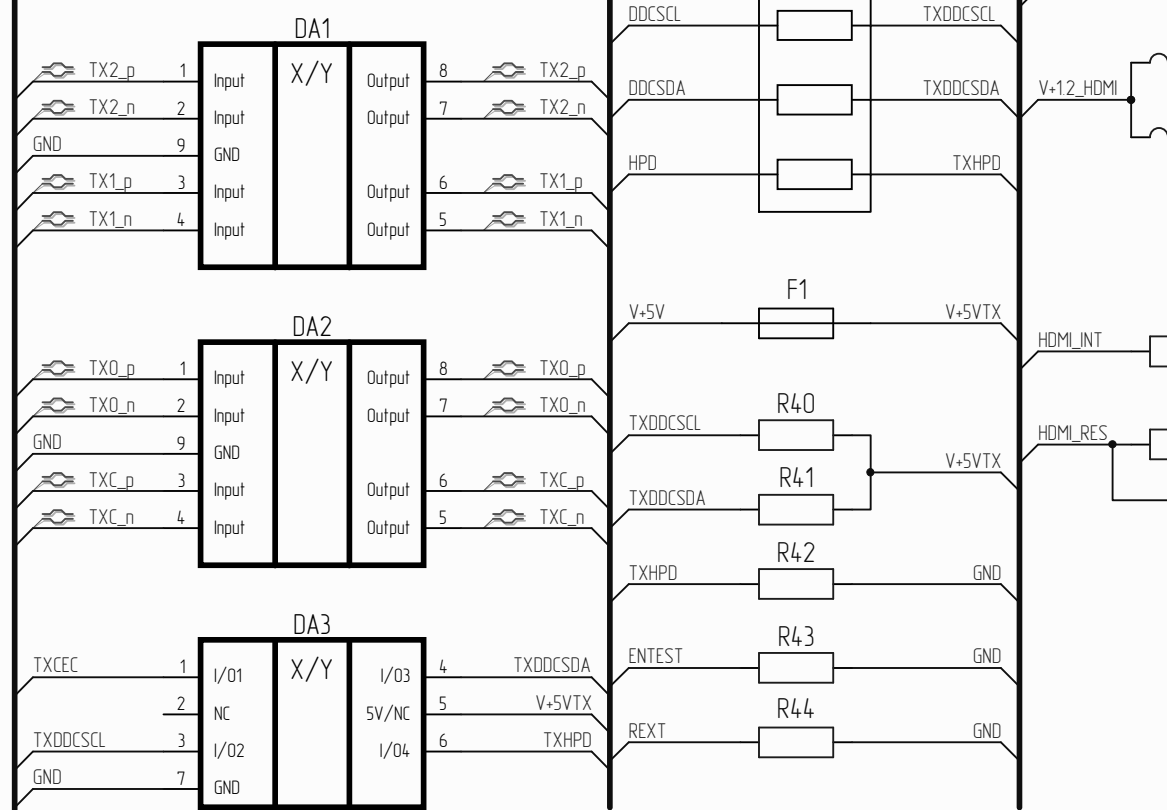 DA1
TX2_p 1 Input X/Y Output 8 TX2_p
TX2_n 2 Input Output 7 TX2_n
GND 9 GND
TX1_p 3 Input Output 6 TX1_p
TX1_n 4 Input Output 5 TX1_n
DA2
TX0_p 1 Input X/Y Output 8 TX0_p
TX0_n 2 Input Output 7 TX0_n
GND 9 GND
TXC_p 3 Input Output 6 TXC_p
TXC_n 4 Input Output 5 TXC_n
DA3
TXCEC 1 I/O1 X/Y I/O3 4 TXDDCSDA
2 NC 5V/NC 5 V+5VTX
TXDDCSCL 3 I/O2 I/O4 6 TXHPD
GND 7 GND
DDCSCL TXDDCSCL
DDCSDA TXDDCSDA
HPD TXHPD
F1
V+5V V+5VTX
R40
TXDDCSCL
V+5VTX
R41
TXDDCSDA
R42
TXHPD GND
R43
ENTEST GND
R44
REXT GND
V+1.2_HDMI
HDMI_INT
HDMI_RES